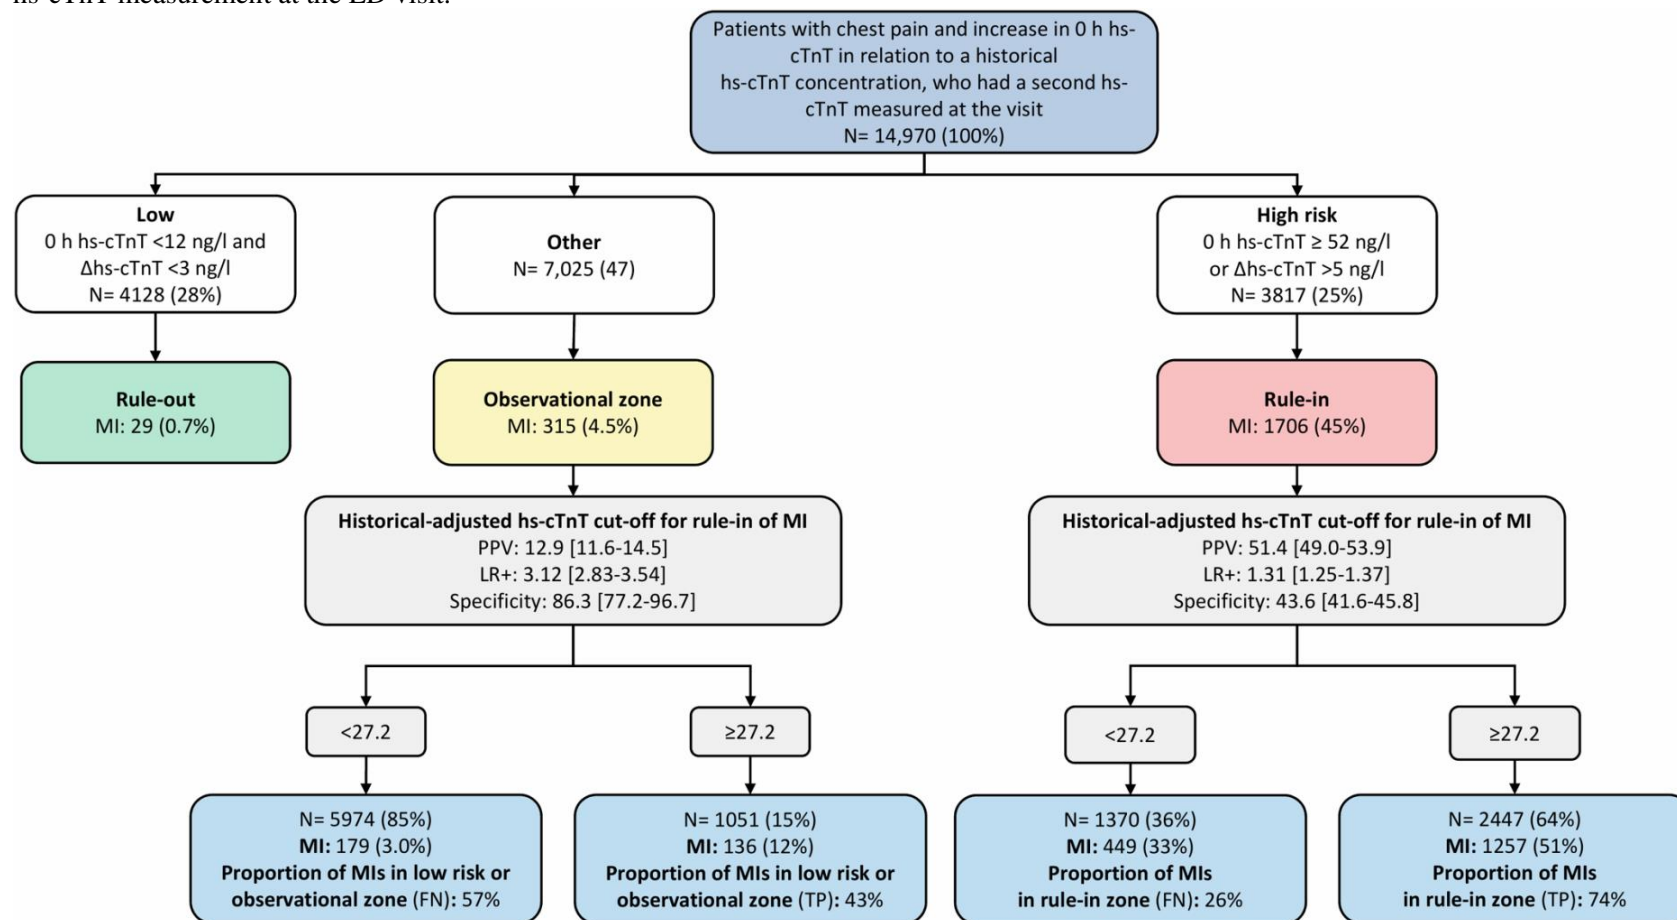 hs-cTnT measurement at the ED visit.
Patients with chest pain and increase in 0 h hs-
cTnT in relation to a historical
hs-cTnT concentration, who had a second hs-
cTnT measured at the visit
N= 14,970 (100%)
Low
0 h hs-cTnT <12 ng/l and
Δhs-cTnT <3 ng/l
N= 4128 (28%)
Other
N= 7,025 (47)
High risk
0 h hs-cTnT ≥ 52 ng/l
or Δhs-cTnT >5 ng/l
N= 3817 (25%)
Rule-out
MI: 29 (0.7%)
Observational zone
MI: 315 (4.5%)
Rule-in
MI: 1706 (45%)
Historical-adjusted hs-cTnT cut-off for rule-in of MI
PPV: 12.9 [11.6-14.5]
LR+: 3.12 [2.83-3.54]
Specificity: 86.3 [77.2-96.7]
Historical-adjusted hs-cTnT cut-off for rule-in of MI
PPV: 51.4 [49.0-53.9]
LR+: 1.31 [1.25-1.37]
Specificity: 43.6 [41.6-45.8]
<27.2
≥27.2
<27.2
≥27.2
N= 5974 (85%)
MI: 179 (3.0%)
Proportion of MIs in low risk or
observational zone (FN): 57%
N= 1051 (15%)
MI: 136 (12%)
Proportion of MIs in low risk or
observational zone (TP): 43%
N= 1370 (36%)
MI: 449 (33%)
Proportion of MIs
in rule-in zone (FN): 26%
N= 2447 (64%)
MI: 1257 (51%)
Proportion of MIs
in rule-in zone (TP): 74%